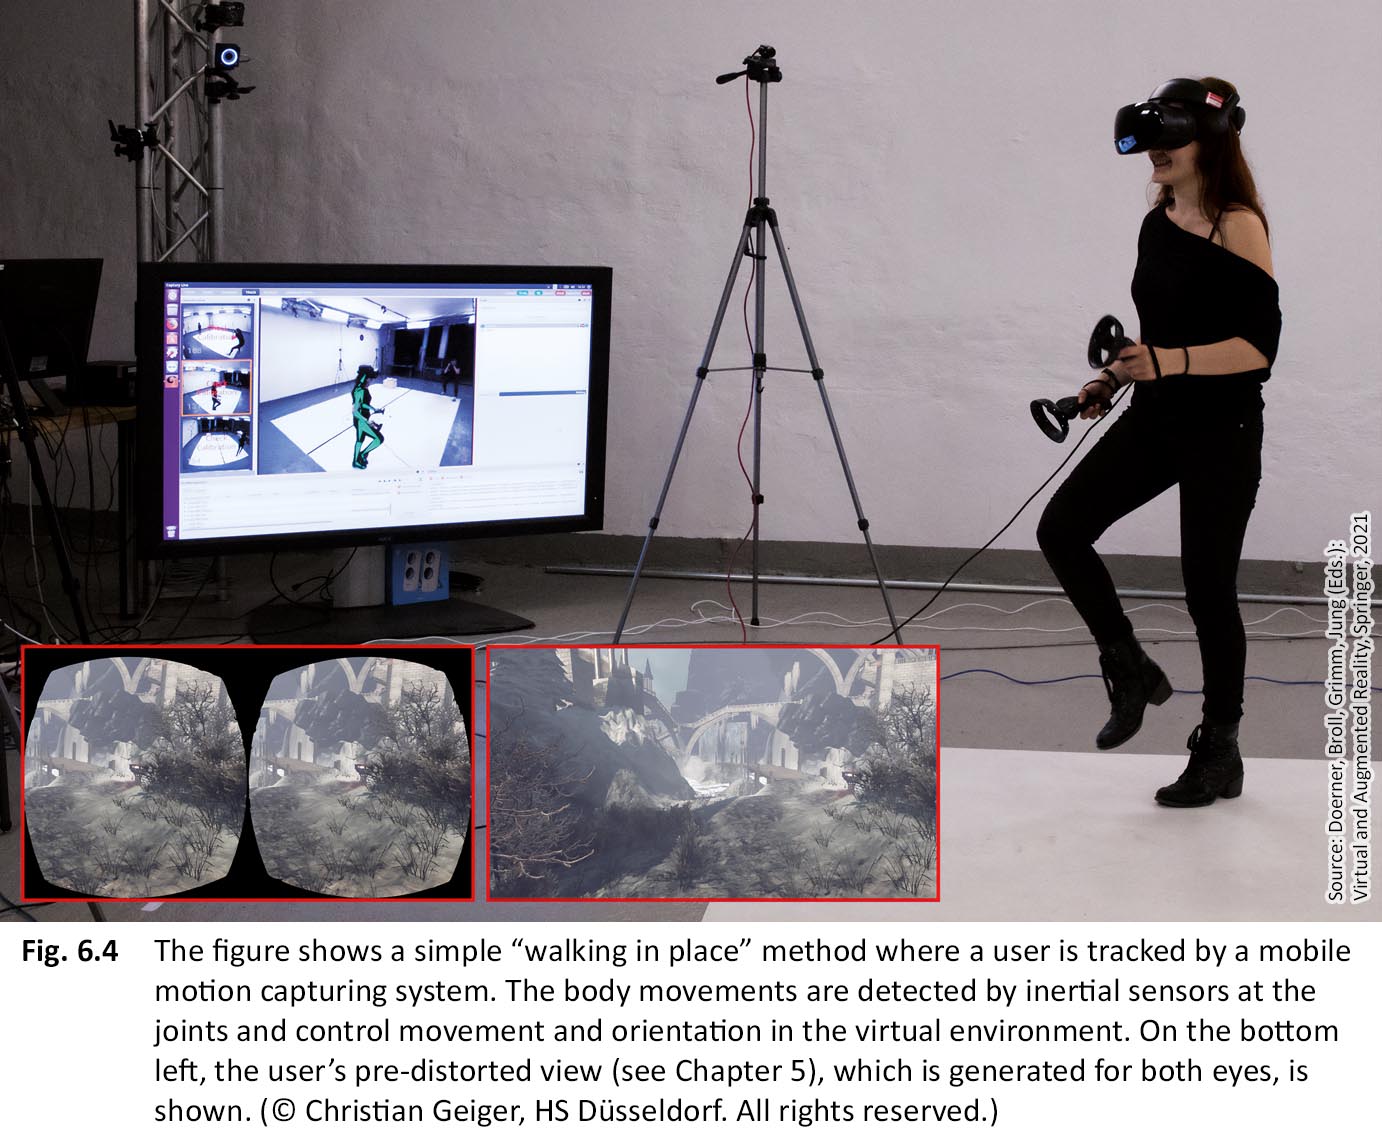 Calibration
Source: Doerner, Broll, Grimm, Jung (Eds.):
Virtual and Augmented Reality, Springer, 2021
Fig. 6.4 The figure shows a simple “walking in place” method where a user is tracked by a mobile
motion capturing system. The body movements are detected by inertial sensors at the
joints and control movement and orientation in the virtual environment. On the bottom
left, the user’s pre-distorted view (see Chapter 5), which is generated for both eyes, is
shown. (© Christian Geiger, HS Düsseldorf. All rights reserved.)